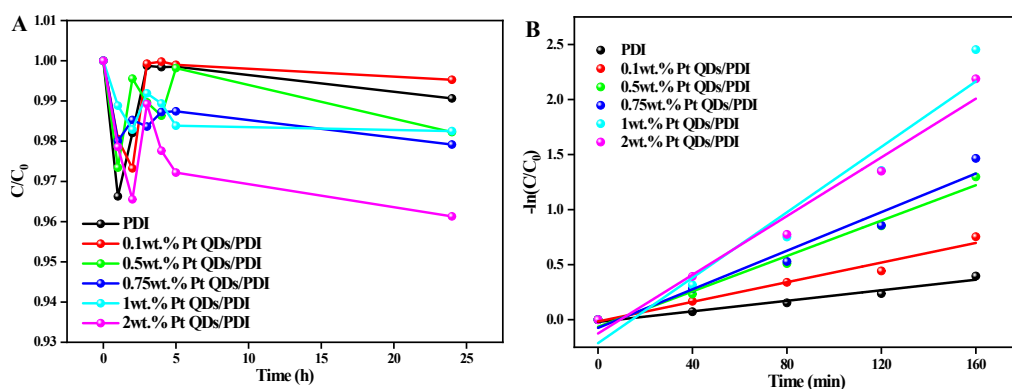 A
1.01
1.00
0.99
0.98
0.97
0.96
0.95
0.94
0.93
C/C₀
PDI
0.1wt.% Pt QDs/PDI
0.5wt.% Pt QDs/PDI
0.75wt.% Pt QDs/PDI
1wt.% Pt QDs/PDI
2wt.% Pt QDs/PDI
0 5 10 15 20 25
Time (h)
B
2.5
2.0
1.5
1.0
0.5
0.0
-ln(C/C₀)
PDI
0.1wt.% Pt QDs/PDI
0.5wt.% Pt QDs/PDI
0.75wt.% Pt QDs/PDI
1wt.% Pt QDs/PDI
2wt.% Pt QDs/PDI
0 40 80 120 160
Time (min)